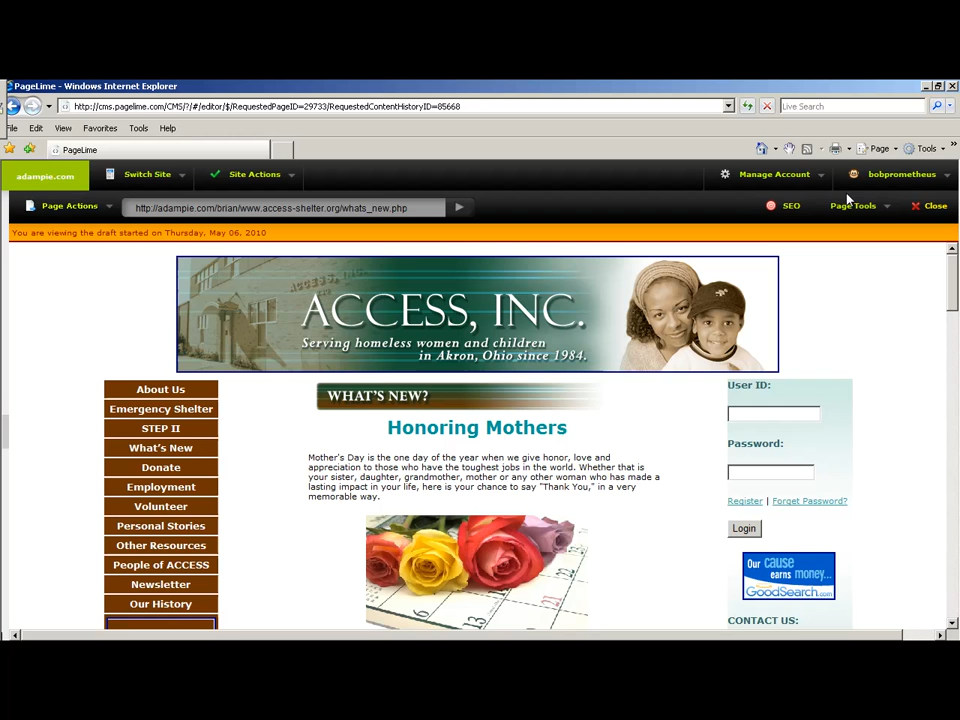 PageLime - Windows Internet Explorer
http://cms.pagelime.com/CMS/?/#/editor/$/RequestedPageID=29733/RequestedContentHistoryID=85668
Live Search
File Edit View Favorites Tools Help
PageLime
Page Tools »
adampie.com Switch Site Site Actions Manage Account bobprometheus
Page Actions http://adampie.com/brian/www.access-shelter.org/whats_new.php SEO Page Tools Close
You are viewing the draft started on Thursday, May 06, 2010
ACCESS, INC.
ACCESS, INC.
Serving homeless women and children
in Akron, Ohio since 1984.
About Us
Emergency Shelter
STEP II
What's New
Donate
Employment
Volunteer
Personal Stories
Other Resources
People of ACCESS
Newsletter
Our History
WHAT'S NEW?
Honoring Mothers
Mother's Day is the one day of the year when we give honor, love and
appreciation to those who have the toughest jobs in the world. Whether that is
your sister, daughter, grandmother, mother or any other woman who has made a
lasting impact in your life, here is your chance to say "Thank You," in a very
memorable way.
15
22
21
22
User ID:
Password:
Register | Forget Password?
Login
Our cause
earns money...
GoodSearch.com
CONTACT US: